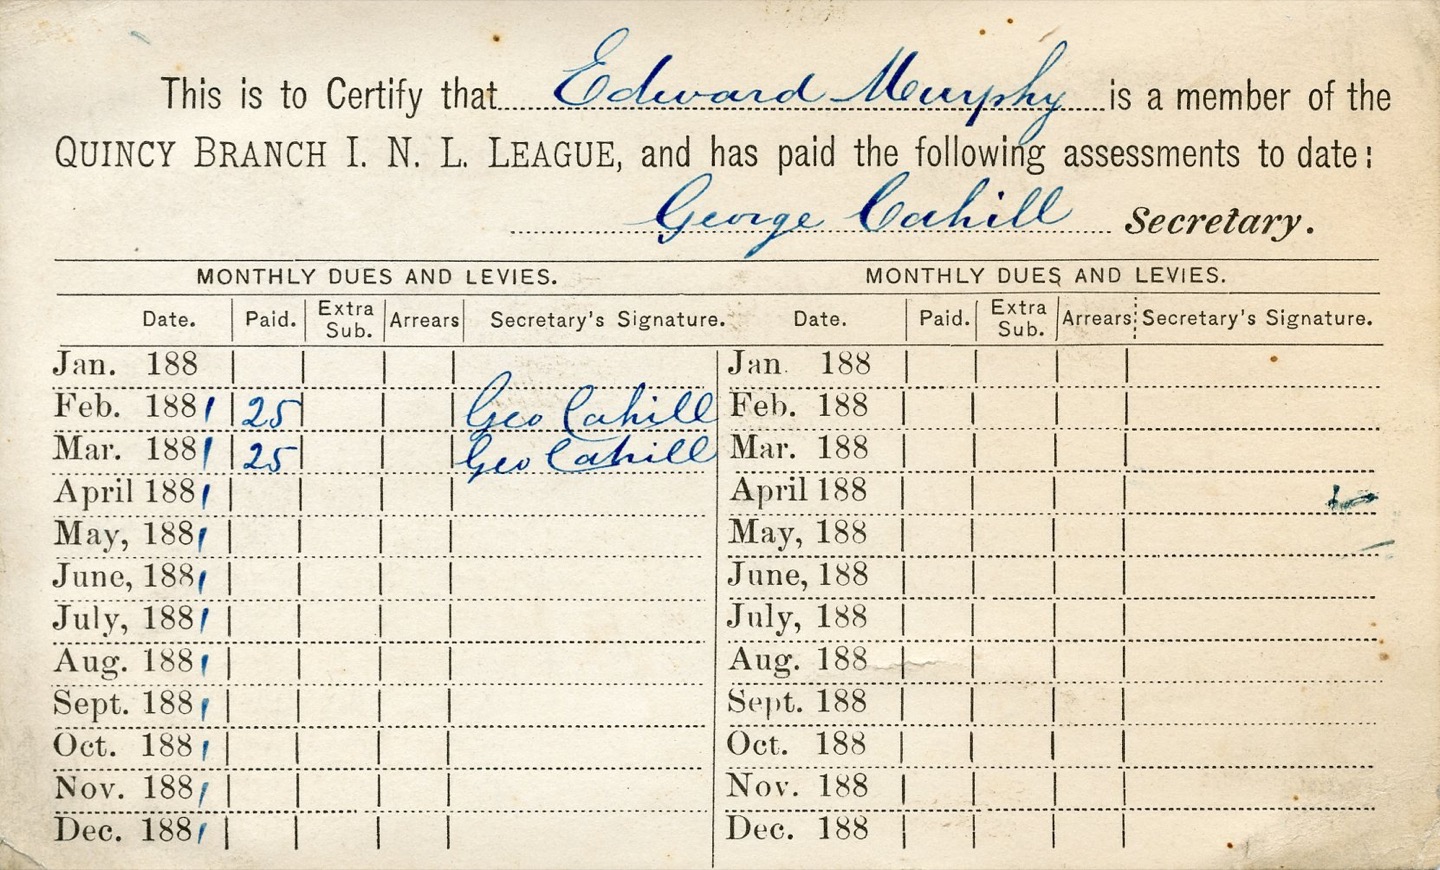 This is to Certify that Edward Murphy is a member of the
QUINCY BRANCH I. N. L. LEAGUE, and has paid the following assessments to date:
George Cahill Secretary.
MONTHLY DUES AND LEVIES. MONTHLY DUES AND LEVIES.
Date. Paid. Extra Sub. Arrears Secretary's Signature. Date. Paid. Extra Sub. Arrears Secretary's Signature.
Jan. 188 Jan. 188
Feb. 1881 25 Geo Cahill Feb. 188
Mar. 1881 25 Geo Cahill Mar. 188
April 1881 April 188
May, 1881 May, 188
June, 1881 June, 188
July, 1881 July, 188
Aug. 1881 Aug. 188
Sept. 1881 Sept. 188
Oct. 1881 Oct. 188
Nov. 1881 Nov. 188
Dec. 1881 Dec. 188